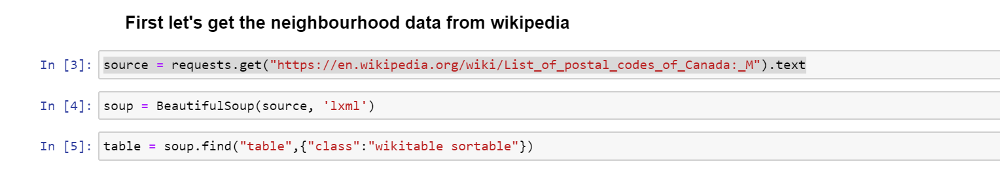 First let's get the neighbourhood data from wikipedia
In [3]: source = requests.get("https://en.wikipedia.org/wiki/List_of_postal_codes_of_Canada:_M").text
In [4]: soup = BeautifulSoup(source, 'lxml')
In [5]: table = soup.find("table",{"class":"wikitable sortable"})